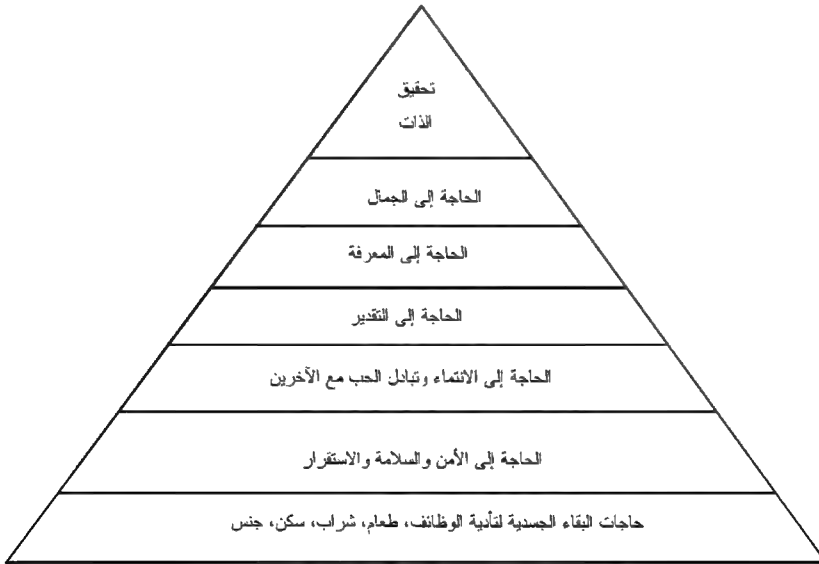 تحقيق
الذات
الحاجة إلى الجمال
الحاجة إلى المعرفة
الحاجة إلى التقدير
الحاجة إلى الانتماء وتبادل الحب مع الآخرين
الحاجة إلى الأمن والسلامة والاستقرار
حاجات البقاء الجسدية لتأدية الوظائف، طعام، شراب، سكن، جنس